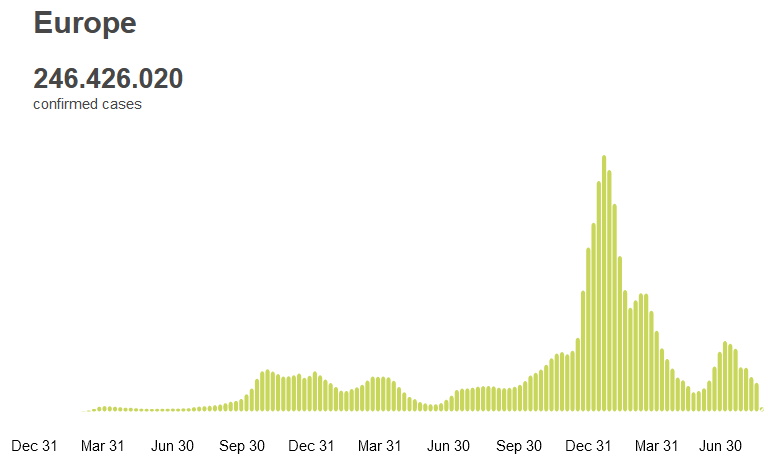 Europe
246.426.020
confirmed cases
Dec 31 Mar 31 Jun 30 Sep 30 Dec 31 Mar 31 Jun 30 Sep 30 Dec 31 Mar 31 Jun 30